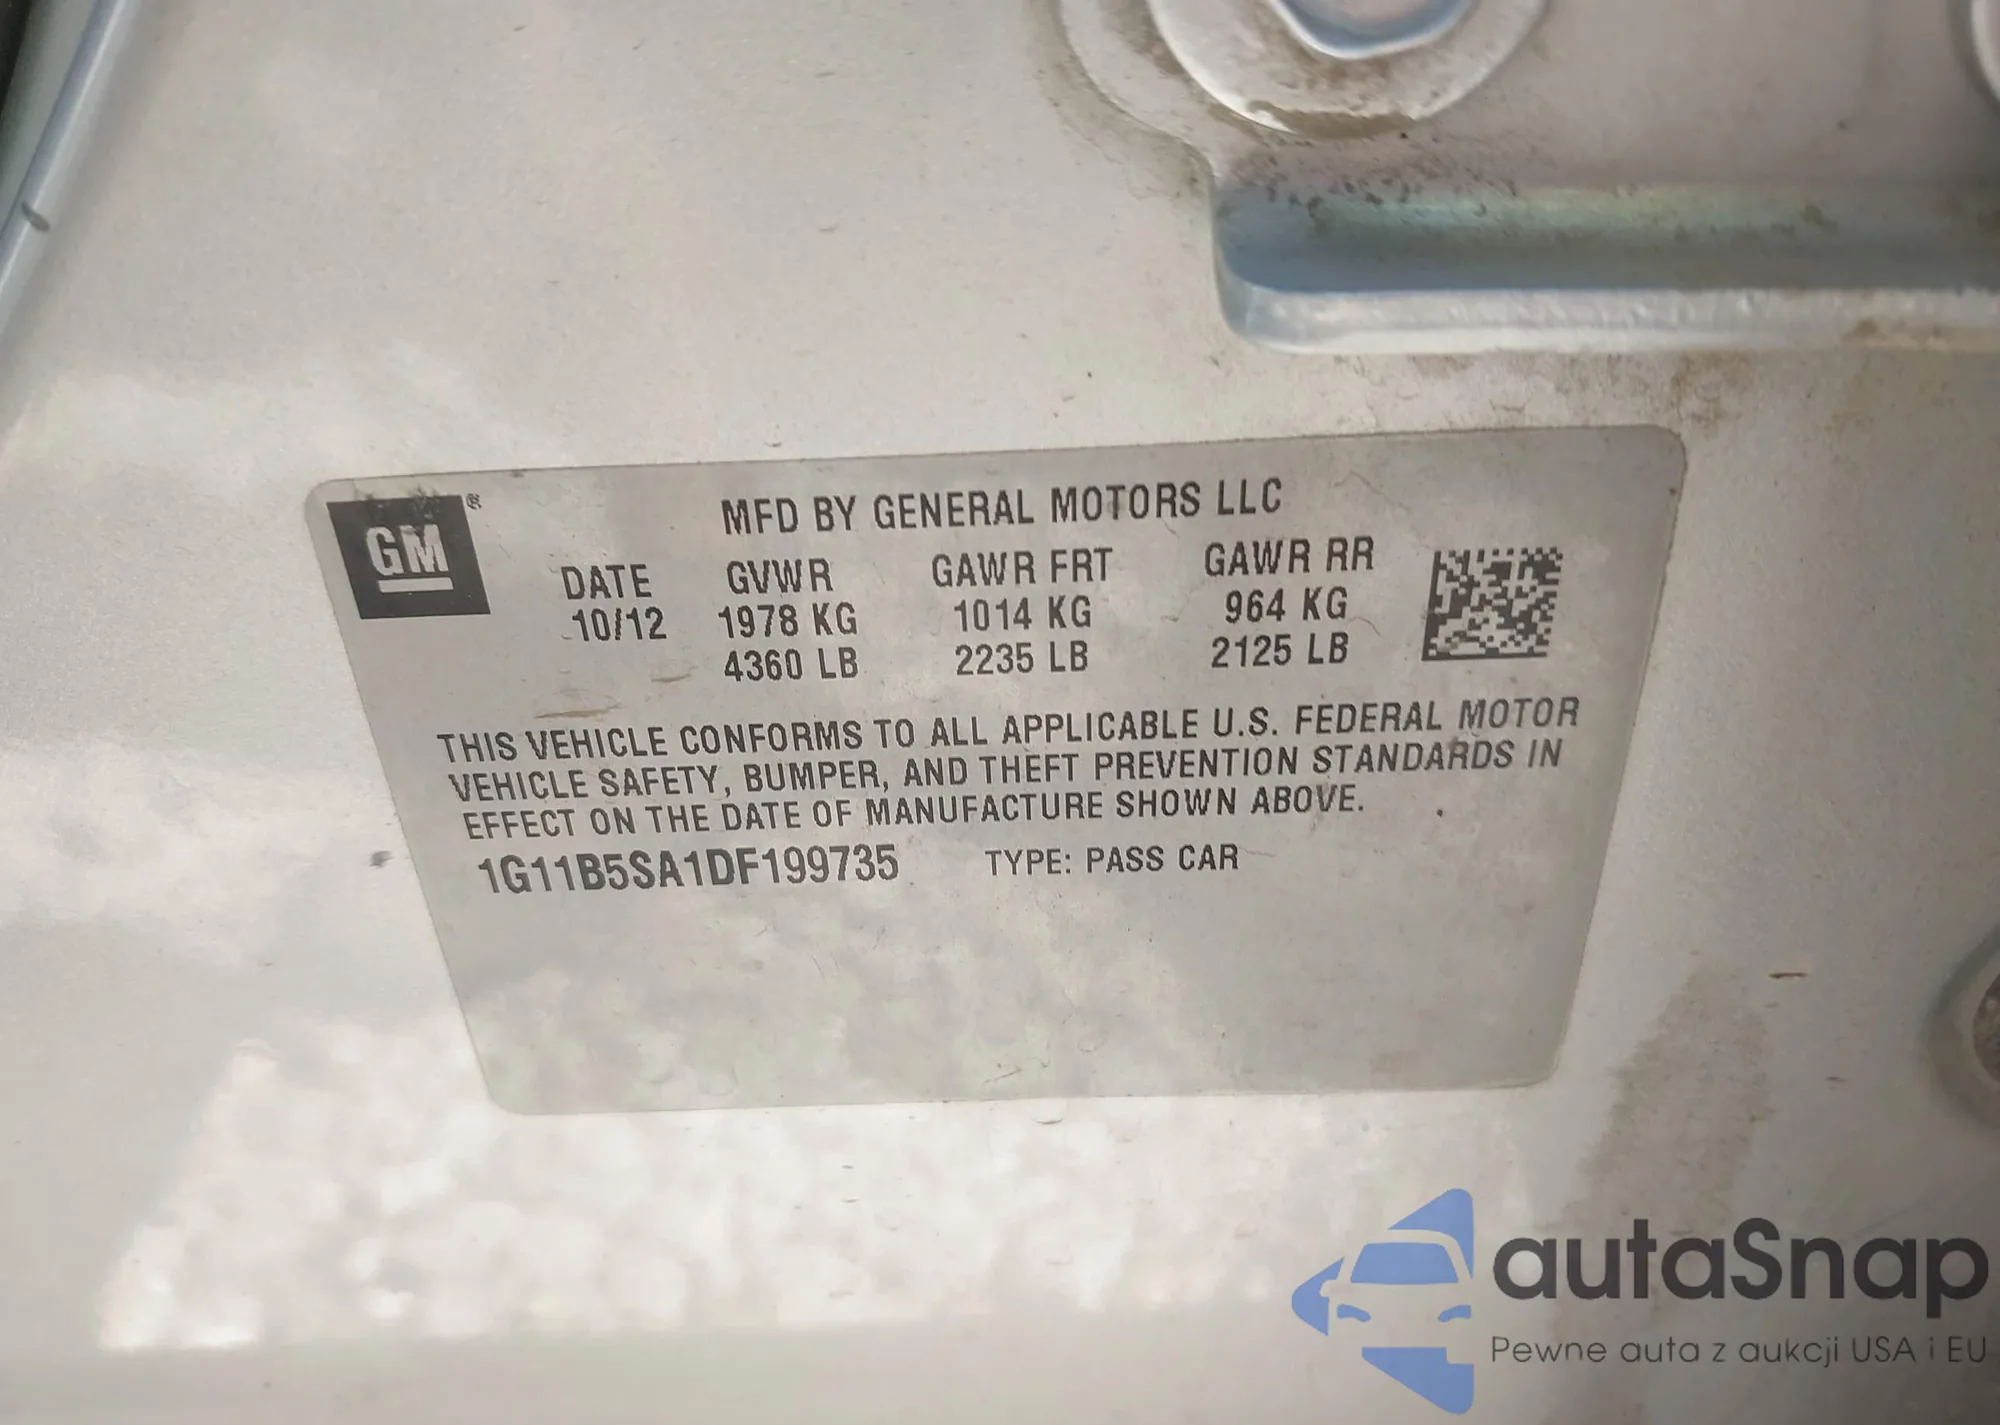 GM ®
MFD BY GENERAL MOTORS LLC
DATE GVWR GAWR FRT GAWR RR
10/12 1978 KG 1014 KG 964 KG
4360 LB 2235 LB 2125 LB
THIS VEHICLE CONFORMS TO ALL APPLICABLE U.S. FEDERAL MOTOR
VEHICLE SAFETY, BUMPER, AND THEFT PREVENTION STANDARDS IN
EFFECT ON THE DATE OF MANUFACTURE SHOWN ABOVE.
1G11B5SA1DF199735 TYPE: PASS CAR
autaSnap
Pewne auta z aukcji USA i EU